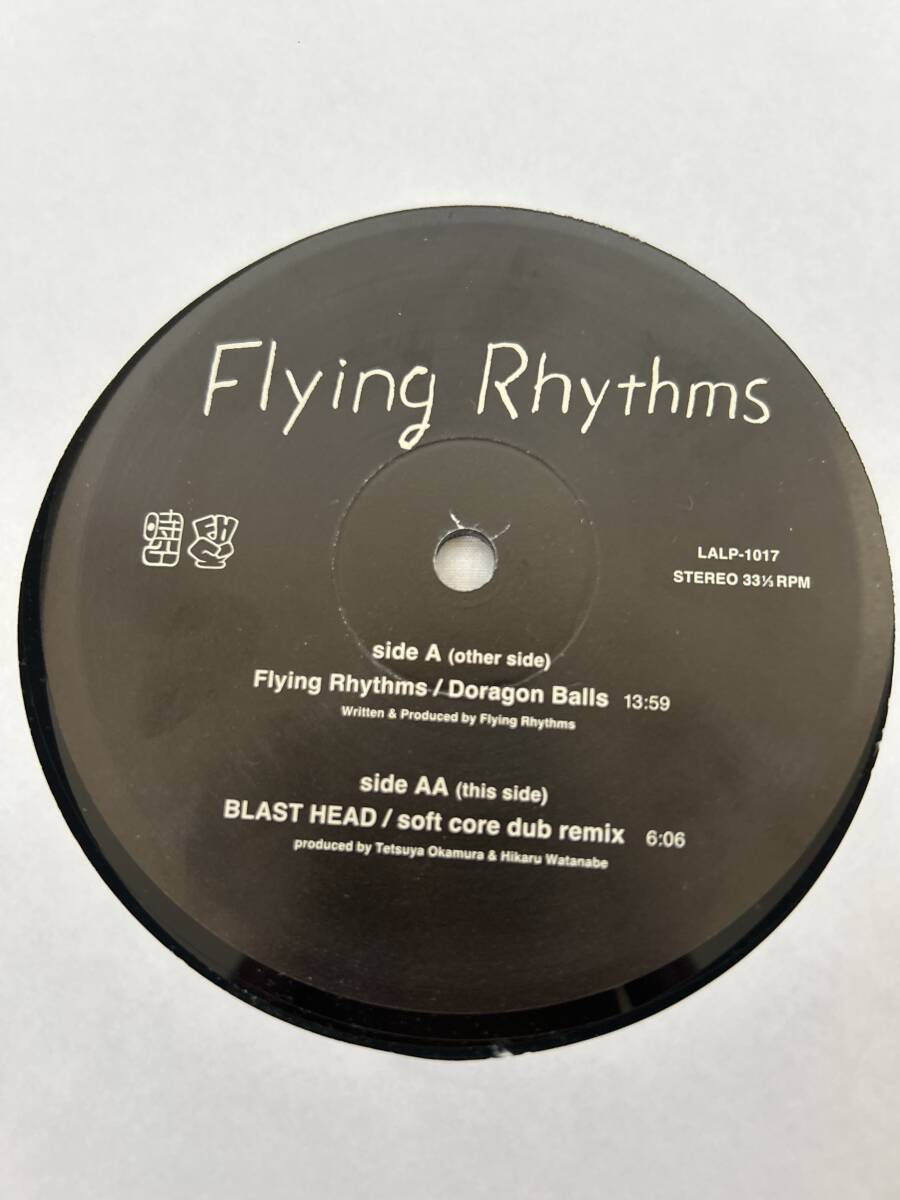 Flying Rhythms
LALP-1017
STEREO 33⅓ RPM
side A (other side)
Flying Rhythms / Doragon Balls 13:59
Written & Produced by Flying Rhythms
side AA (this side)
BLAST HEAD / soft core dub remix 6:06
produced by Tetsuya Okamura & Hikaru Watanabe